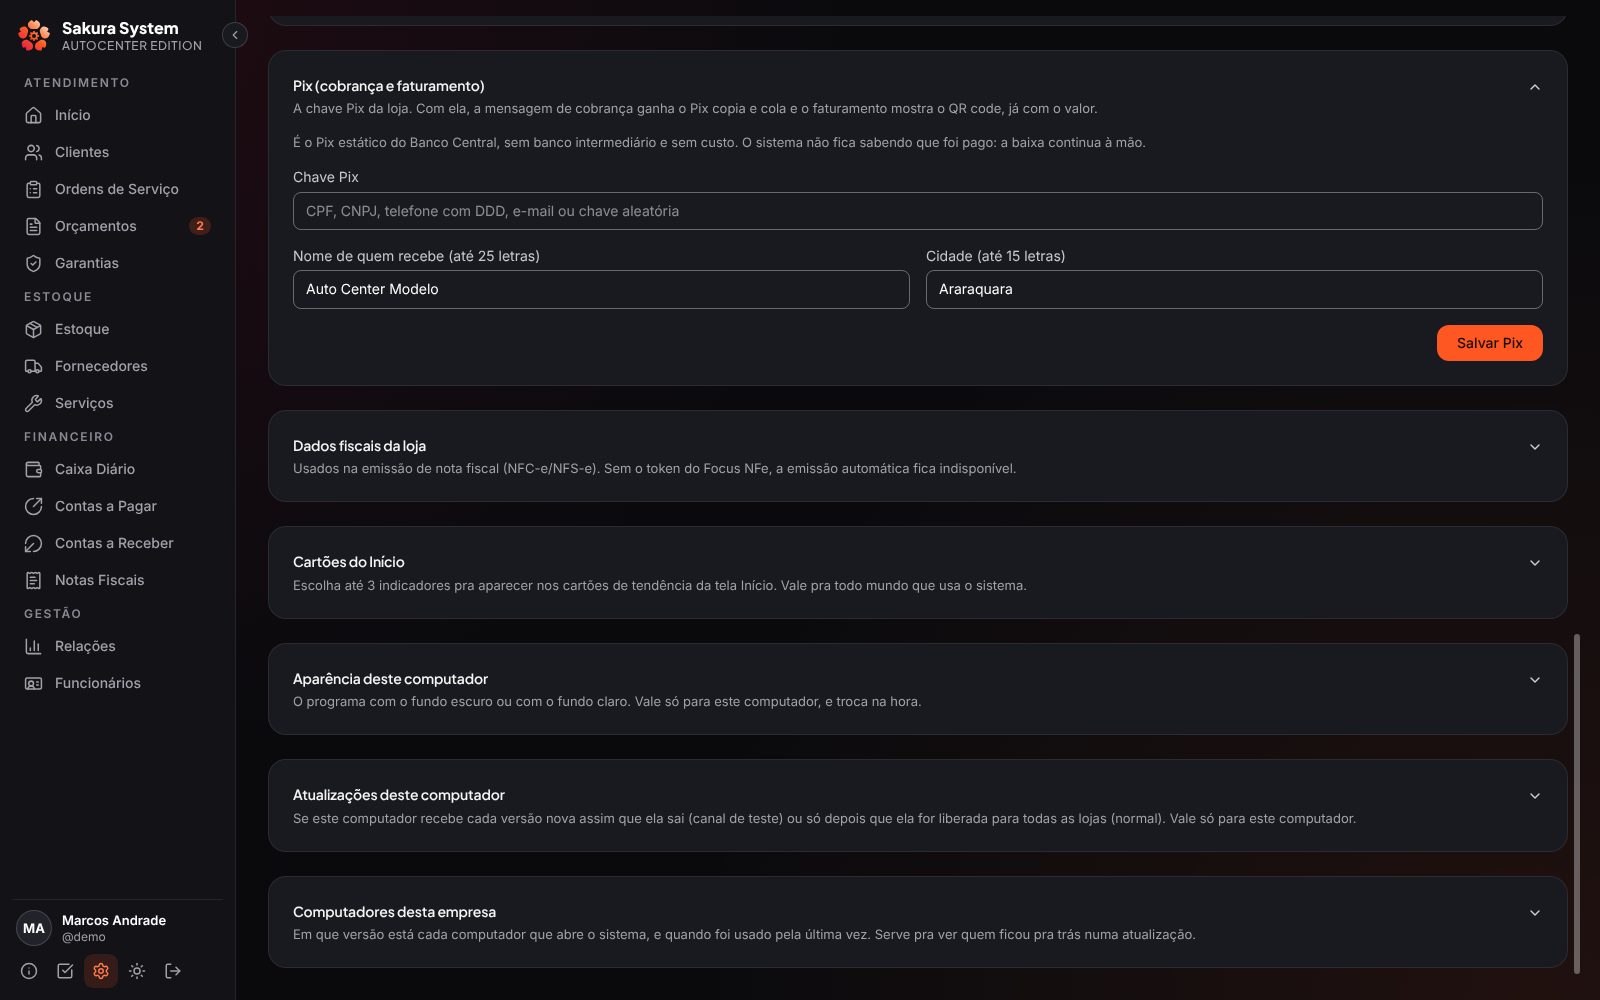 Sakura System
AUTOCENTER EDITION
ATENDIMENTO
Início
Clientes
Ordens de Serviço
Orçamentos
2
Garantias
ESTOQUE
Estoque
Fornecedores
Serviços
FINANCEIRO
Caixa Diário
Contas a Pagar
Contas a Receber
Notas Fiscais
GESTÃO
Relações
Funcionários
MA
Marcos Andrade
@demo
Pix (cobrança e faturamento)
A chave Pix da loja. Com ela, a mensagem de cobrança ganha o Pix copia e cola e o faturamento mostra o QR code, já com o valor.
É o Pix estático do Banco Central, sem banco intermediário e sem custo. O sistema não fica sabendo que foi pago: a baixa continua à mão.
Chave Pix
CPF, CNPJ, telefone com DDD, e-mail ou chave aleatória
Nome de quem recebe (até 25 letras)
Cidade (até 15 letras)
Auto Center Modelo
Araraquara
Salvar Pix
Dados fiscais da loja
Usados na emissão de nota fiscal (NFC-e/NFS-e). Sem o token do Focus NFe, a emissão automática fica indisponível.
Cartões do Início
Escolha até 3 indicadores pra aparecer nos cartões de tendência da tela Início. Vale pra todo mundo que usa o sistema.
Aparência deste computador
O programa com o fundo escuro ou com o fundo claro. Vale só para este computador, e troca na hora.
Atualizações deste computador
Se este computador recebe cada versão nova assim que ela sai (canal de teste) ou só depois que ela for liberada para todas as lojas (normal). Vale só para este computador.
Computadores desta empresa
Em que versão está cada computador que abre o sistema, e quando foi usado pela última vez. Serve pra ver quem ficou pra trás numa atualização.